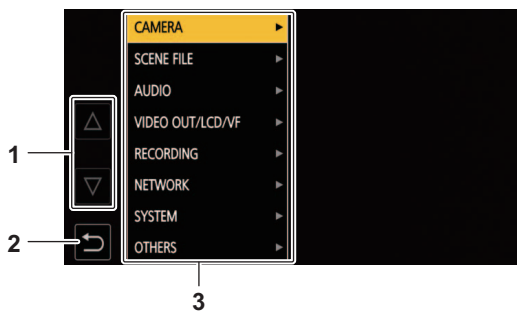 CAMERA
SCENE FILE
AUDIO
VIDEO OUT/LCD/VF
1
RECORDING
NETWORK
SYSTEM
2
OTHERS
3